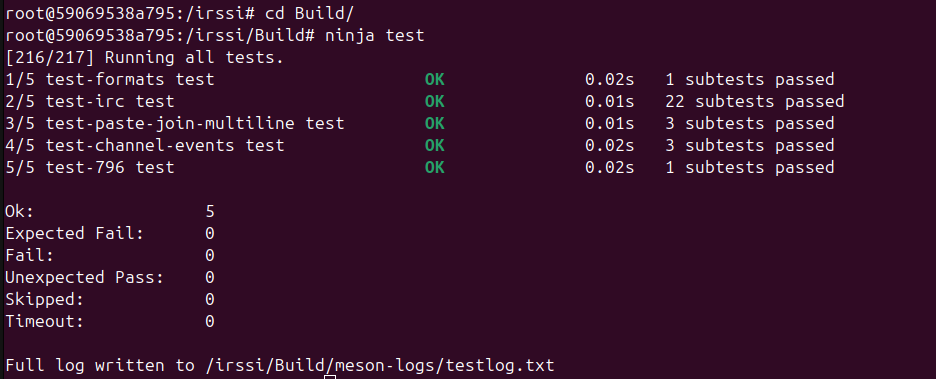 root@59069538a795:/irssi# cd Build/
root@59069538a795:/irssi/Build# ninja test
[216/217] Running all tests.
1/5 test-formats test OK 0.02s 1 subtests passed
2/5 test-irc test OK 0.01s 22 subtests passed
3/5 test-paste-join-multiline test OK 0.01s 3 subtests passed
4/5 test-channel-events test OK 0.02s 3 subtests passed
5/5 test-796 test OK 0.02s 1 subtests passed
Ok: 5
Expected Fail: 0
Fail: 0
Unexpected Pass: 0
Skipped: 0
Timeout: 0
Full log written to /irssi/Build/meson-logs/testlog.txt